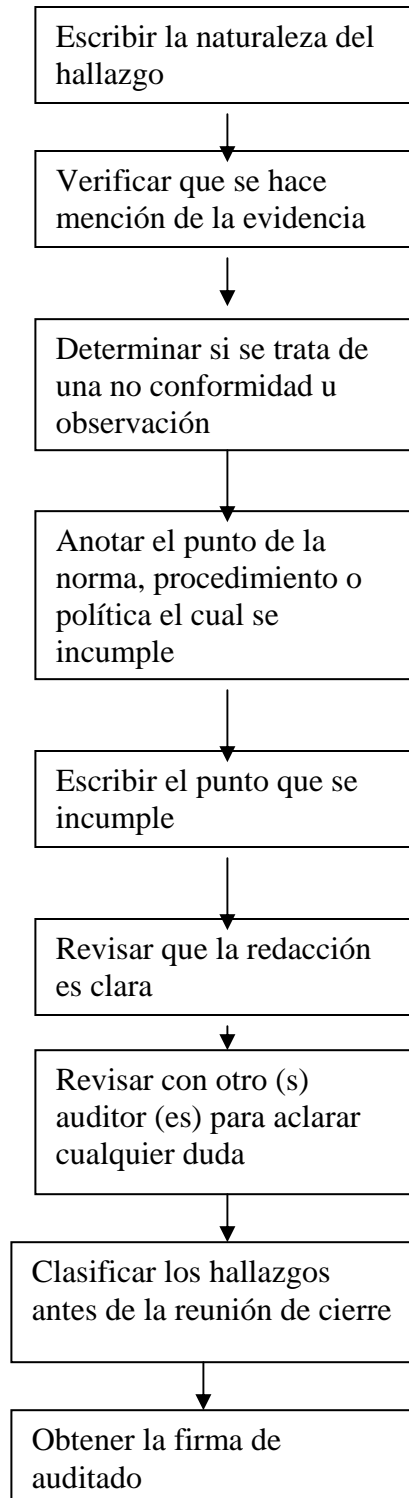 Escribir la naturaleza del
hallazgo
Verificar que se hace
mención de la evidencia
Determinar si se trata de
una no conformidad u
observación
Anotar el punto de la
norma, procedimiento o
política el cual se
incumple
Escribir el punto que se
incumple
Revisar que la redacción
es clara
Revisar con otro (s)
auditor (es) para aclarar
cualquier duda
Clasificar los hallazgos
antes de la reunión de cierre
Obtener la firma de
auditado